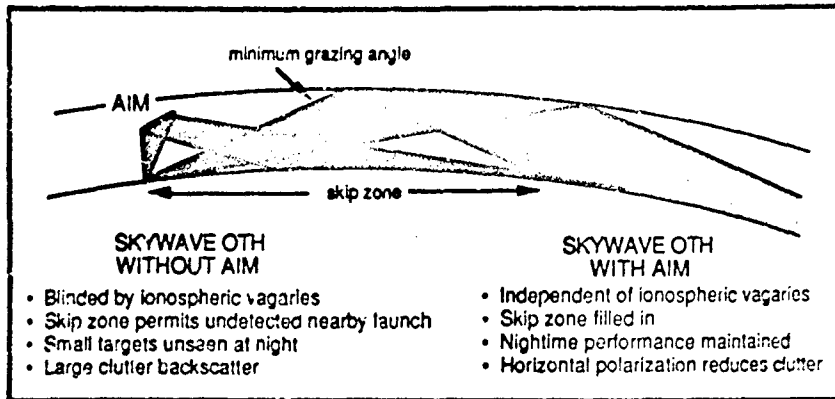 minimum grazing angle
AIM
skip zone
SKYWAVE OTH
WITHOUT AIM
• Blinded by ionospheric vagaries
• Skip zone permits undetected nearby launch
• Small targets unseen at night
• Large clutter backscatter
SKYWAVE OTH
WITH AIM
• Independent of ionospheric vagaries
• Skip zone filled in
• Nightime performance maintained
• Horizontal polarization reduces clutter